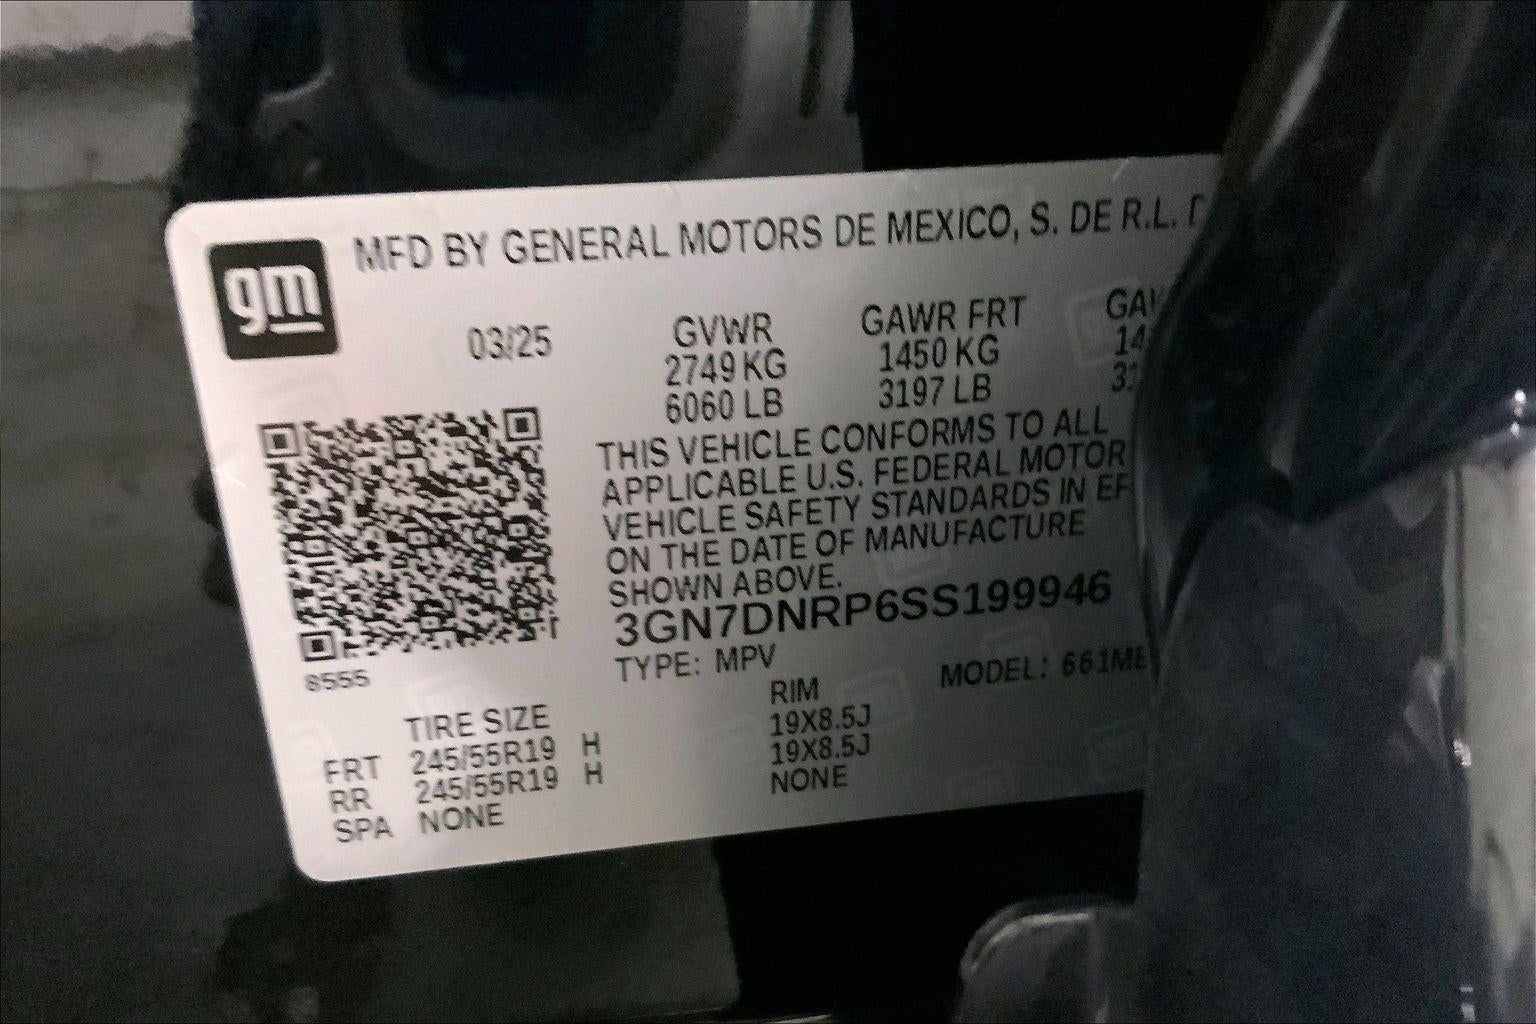 gm
MFD BY GENERAL MOTORS DE MEXICO, S. DE R.L.
03/25 GVWR GAWR FRT
2749 KG 1450 KG
6060 LB 3197 LB
THIS VEHICLE CONFORMS TO ALL
APPLICABLE U.S. FEDERAL MOTOR
VEHICLE SAFETY STANDARDS IN
ON THE DATE OF MANUFACTURE
SHOWN ABOVE.
3GN7DNRP6SS199946
TYPE: MPV MODEL: 661ME
8555
TIRE SIZE RIM
FRT 245/55R19 H 19X8.5J
RR 245/55R19 H 19X8.5J
SPA NONE NONE